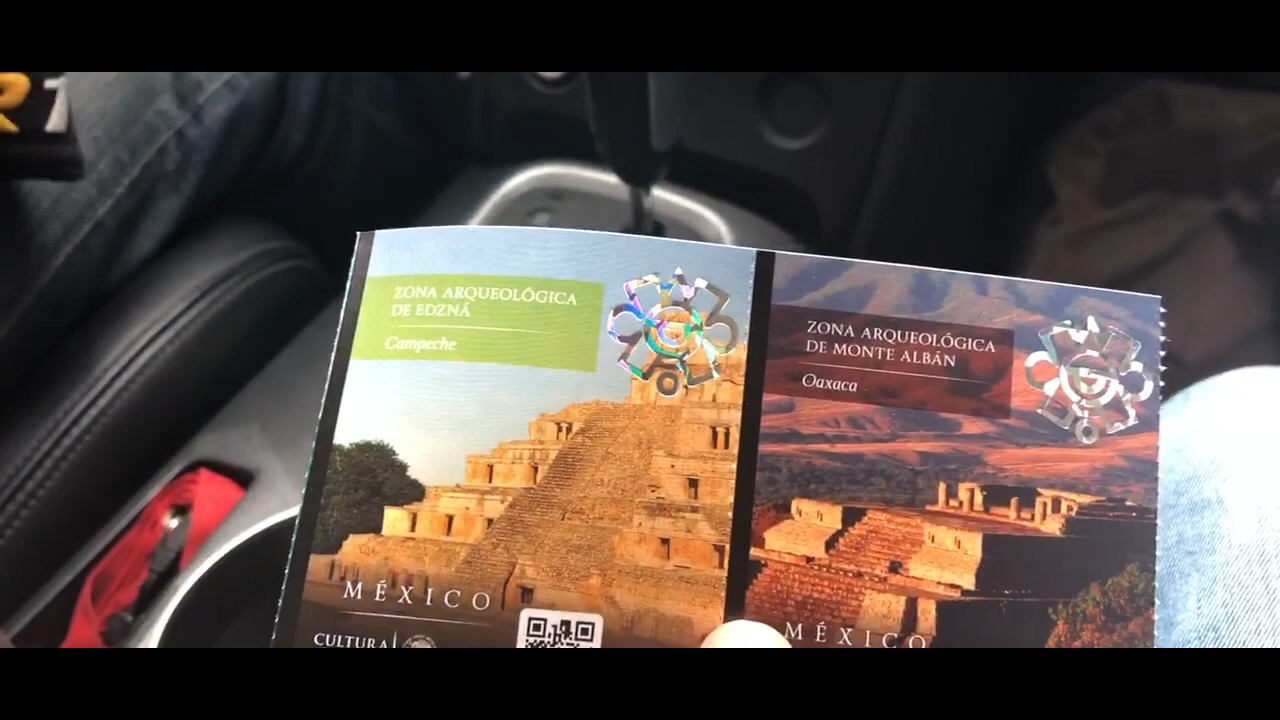 ZONA ARQUEOLÓGICA
DE EDZNÁ
Campeche
MÉXICO
CULTURA
ZONA ARQUEOLÓGICA
DE MONTE ALBÁN
Oaxaca
MÉXICO